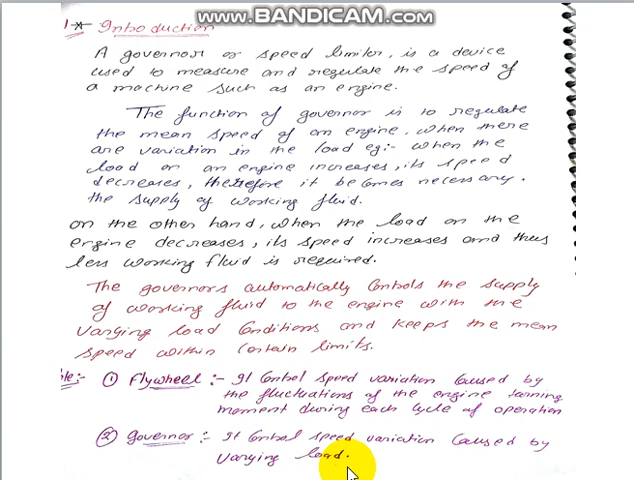 www.BANDICAM.com
1 * Introduction
A governor or speed limiter, is a device
used to measure and regulate the speed of
a machine such as an engine.
The function of governor is to regulate
the mean speed of an engine, when there
are variation in the load eg:- when the
load on an engine increases, its speed
decreases, therefore it becomes necessary.
the supply of working fluid.
on the other hand, when the load on the
engine decreases, its speed increases and thus
less working fluid is required.
The governors automatically Controls the supply
of working fluid to the engine with the
varying load Conditions and keeps the mean
speed within Certain limits.
te:- ① Flywheel :- It Control speed variation Caused by
the fluctuations of the engine turning
moment during each cycle of operation
② governor :- It Control speed variation Caused by
varying load.